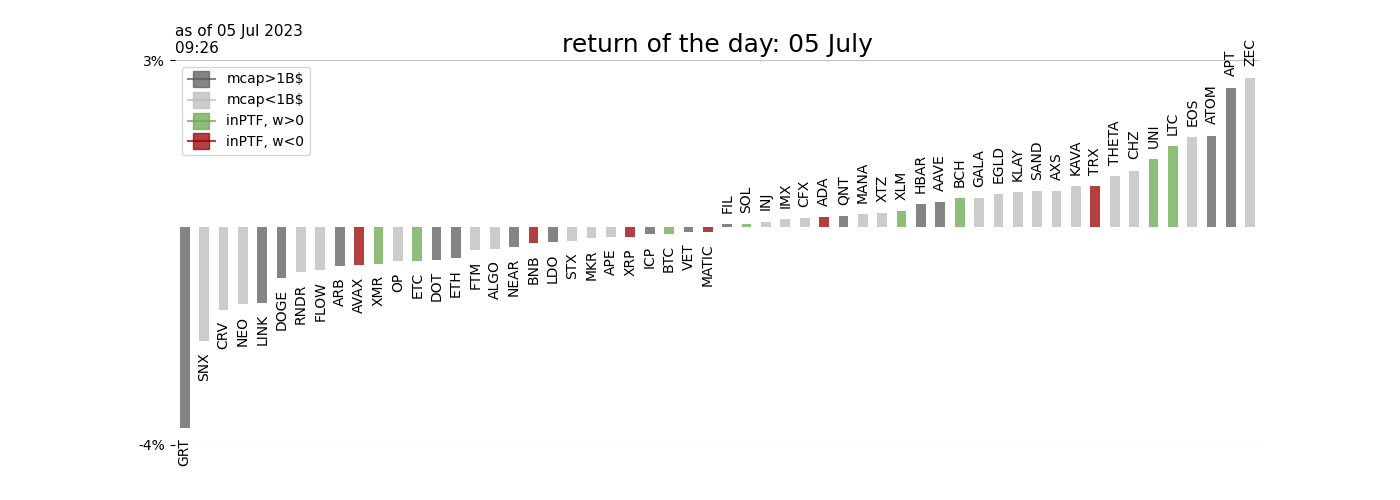 as of 05 Jul 2023
09:26
return of the day: 05 July
3%
mcap>1B$
mcap<1B$
inPTF, w>0
inPTF, w<0
GRT
SNX
CRV
NEO
LINK
DOGE
RNDR
FLOW
ARB
AVAX
XMR
OP
ETC
DOT
ETH
FTM
ALGO
NEAR
BNB
LDO
STX
MKR
APE
XRP
ICP
BTC
VET
MATIC
FIL
SOL
INJ
IMX
CFX
ADA
QNT
MANA
XTZ
XLM
HBAR
AAVE
BCH
GALA
EGLD
KLAY
SAND
AXS
KAVA
TRX
THETA
CHZ
UNI
LTC
EOS
ATOM
APT
ZEC
-4%